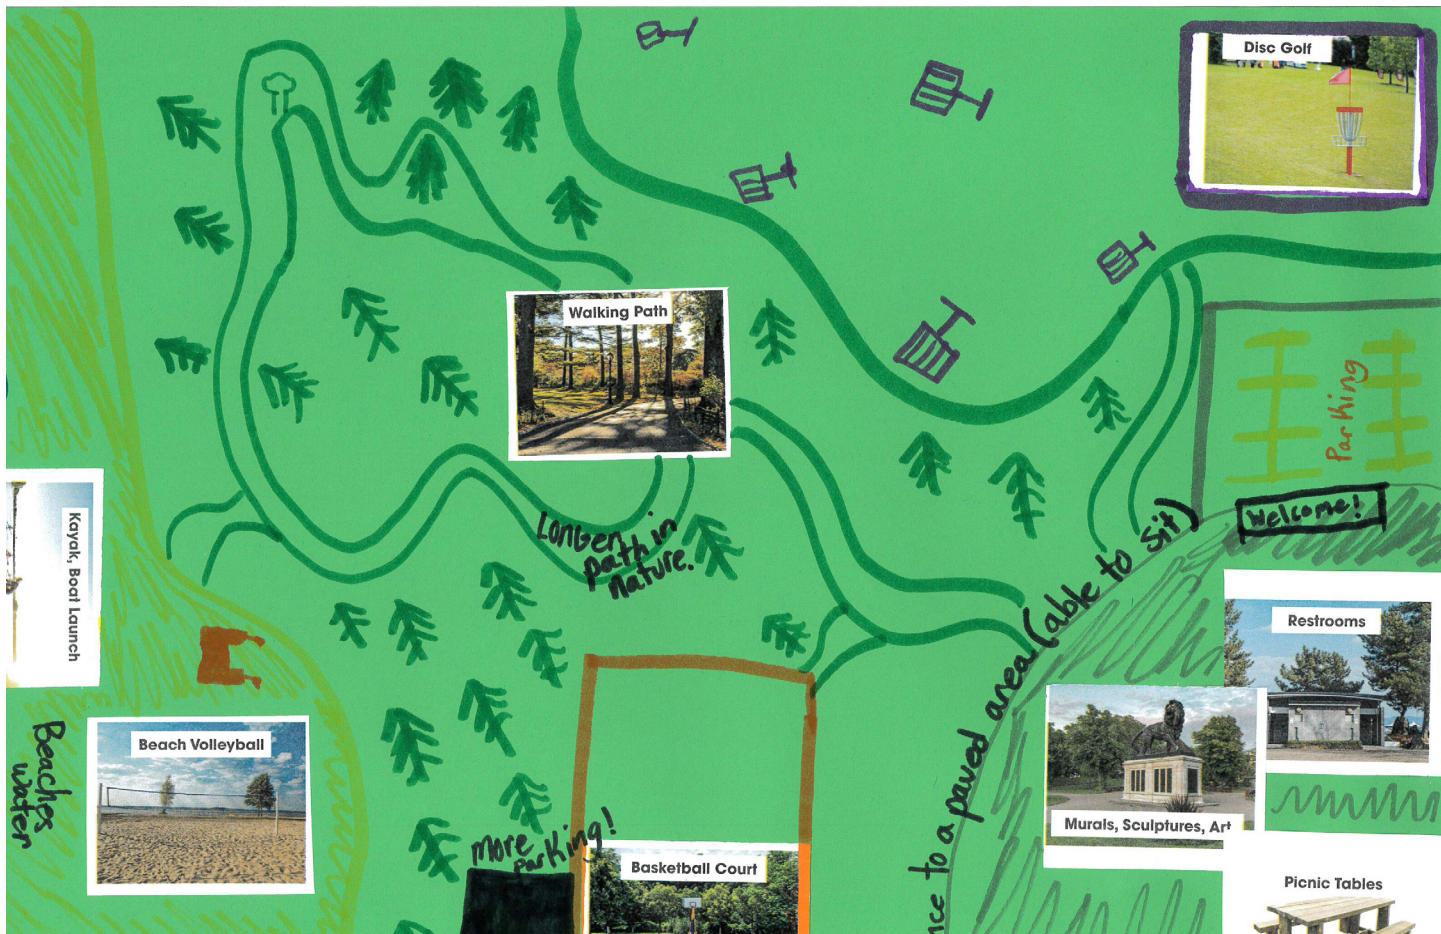 Disc Golf
Walking Path
Parking
Welcome!
Longer
path in
nature.
Kayak, Boat Launch
Restrooms
nce to a paved area (able to sit)
Beach Volleyball
Beaches
water
Murals, Sculptures, Art
more
parking!
Basketball Court
Picnic Tables